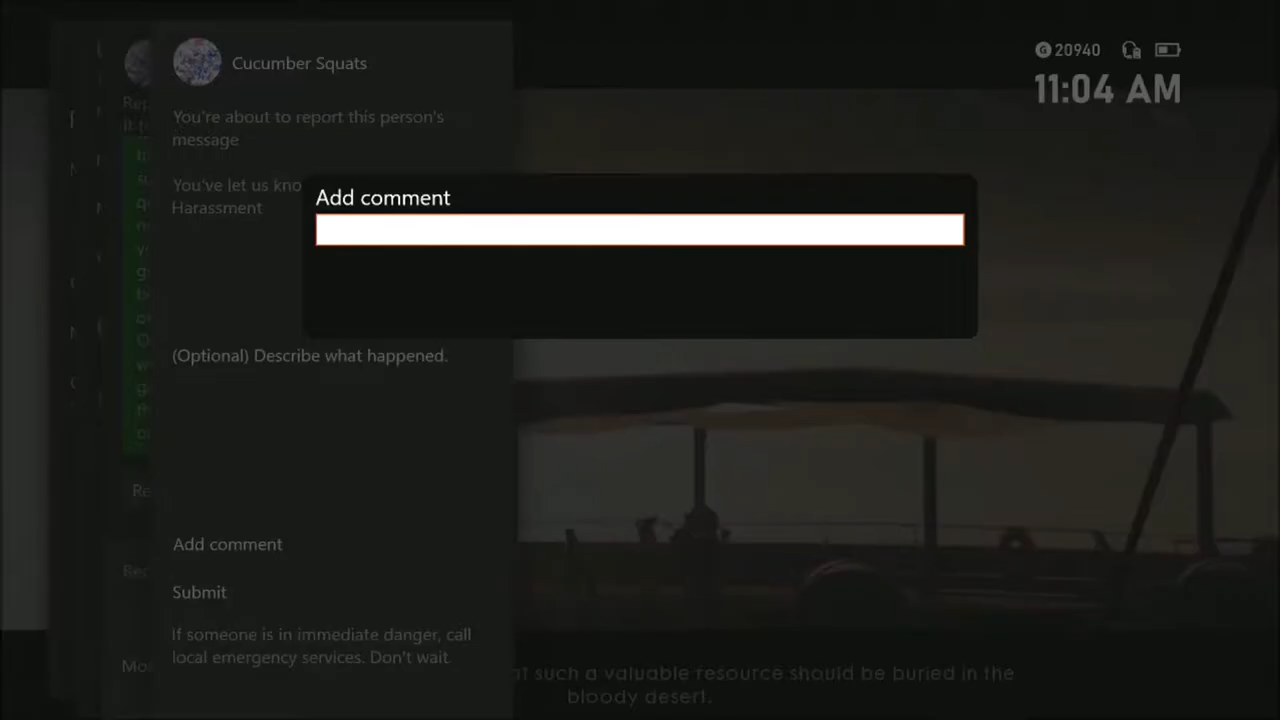 Cucumber Squats
20940
11:04 AM
You're about to report this person's
message
You've let us kno
Harassment
Add comment
(Optional) Describe what happened.
Add comment
Submit
If someone is in immediate danger, call
local emergency services. Don't wait
such a valuable resource should be buried in the
bloody desert.